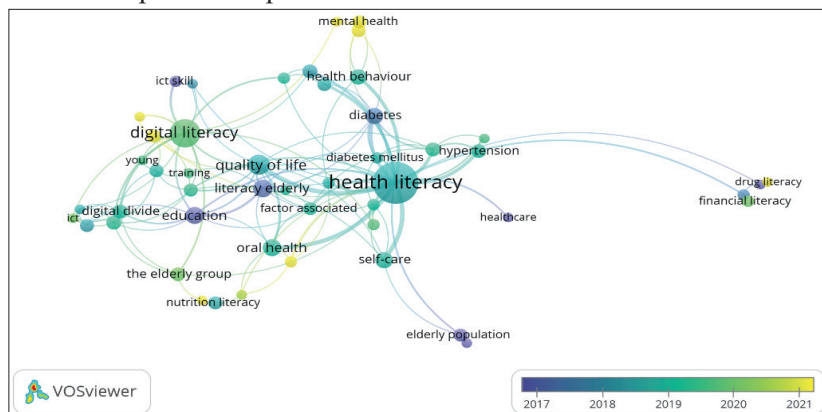 mental health
ict skill
health behaviour
diabetes
digital literacy
hypertension
young
diabetes mellitus
quality of life
training
health literacy
drug literacy
literacy elderly
financial literacy
ict
digital divide
education
factor associated
healthcare
oral health
self-care
the elderly group
nutrition literacy
elderly population
VOSviewer
2017 2018 2019 2020 2021